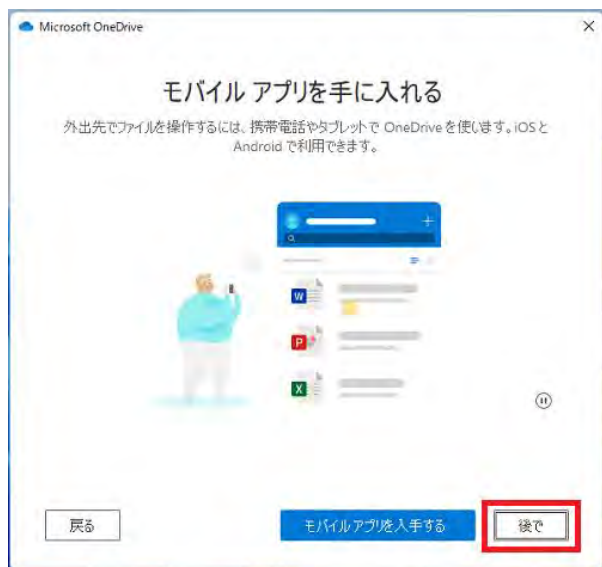 Microsoft OneDrive
モバイル アプリを手に入れる
外出先でファイルを操作するには、携帯電話やタブレットで OneDrive を使います。iOS と
Android で利用できます。
W
P
X
戻る
モバイル アプリを入手する
後で